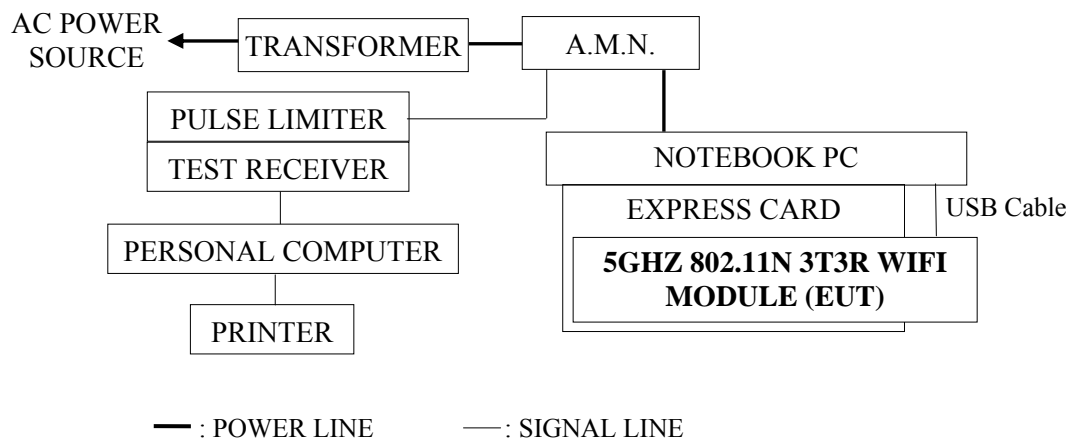 AC POWER
SOURCE
TRANSFORMER
A.M.N.
PULSE LIMITER
TEST RECEIVER
NOTEBOOK PC
EXPRESS CARD
USB Cable
PERSONAL COMPUTER
5GHZ 802.11N 3T3R WIFI
MODULE (EUT)
PRINTER
: POWER LINE
: SIGNAL LINE